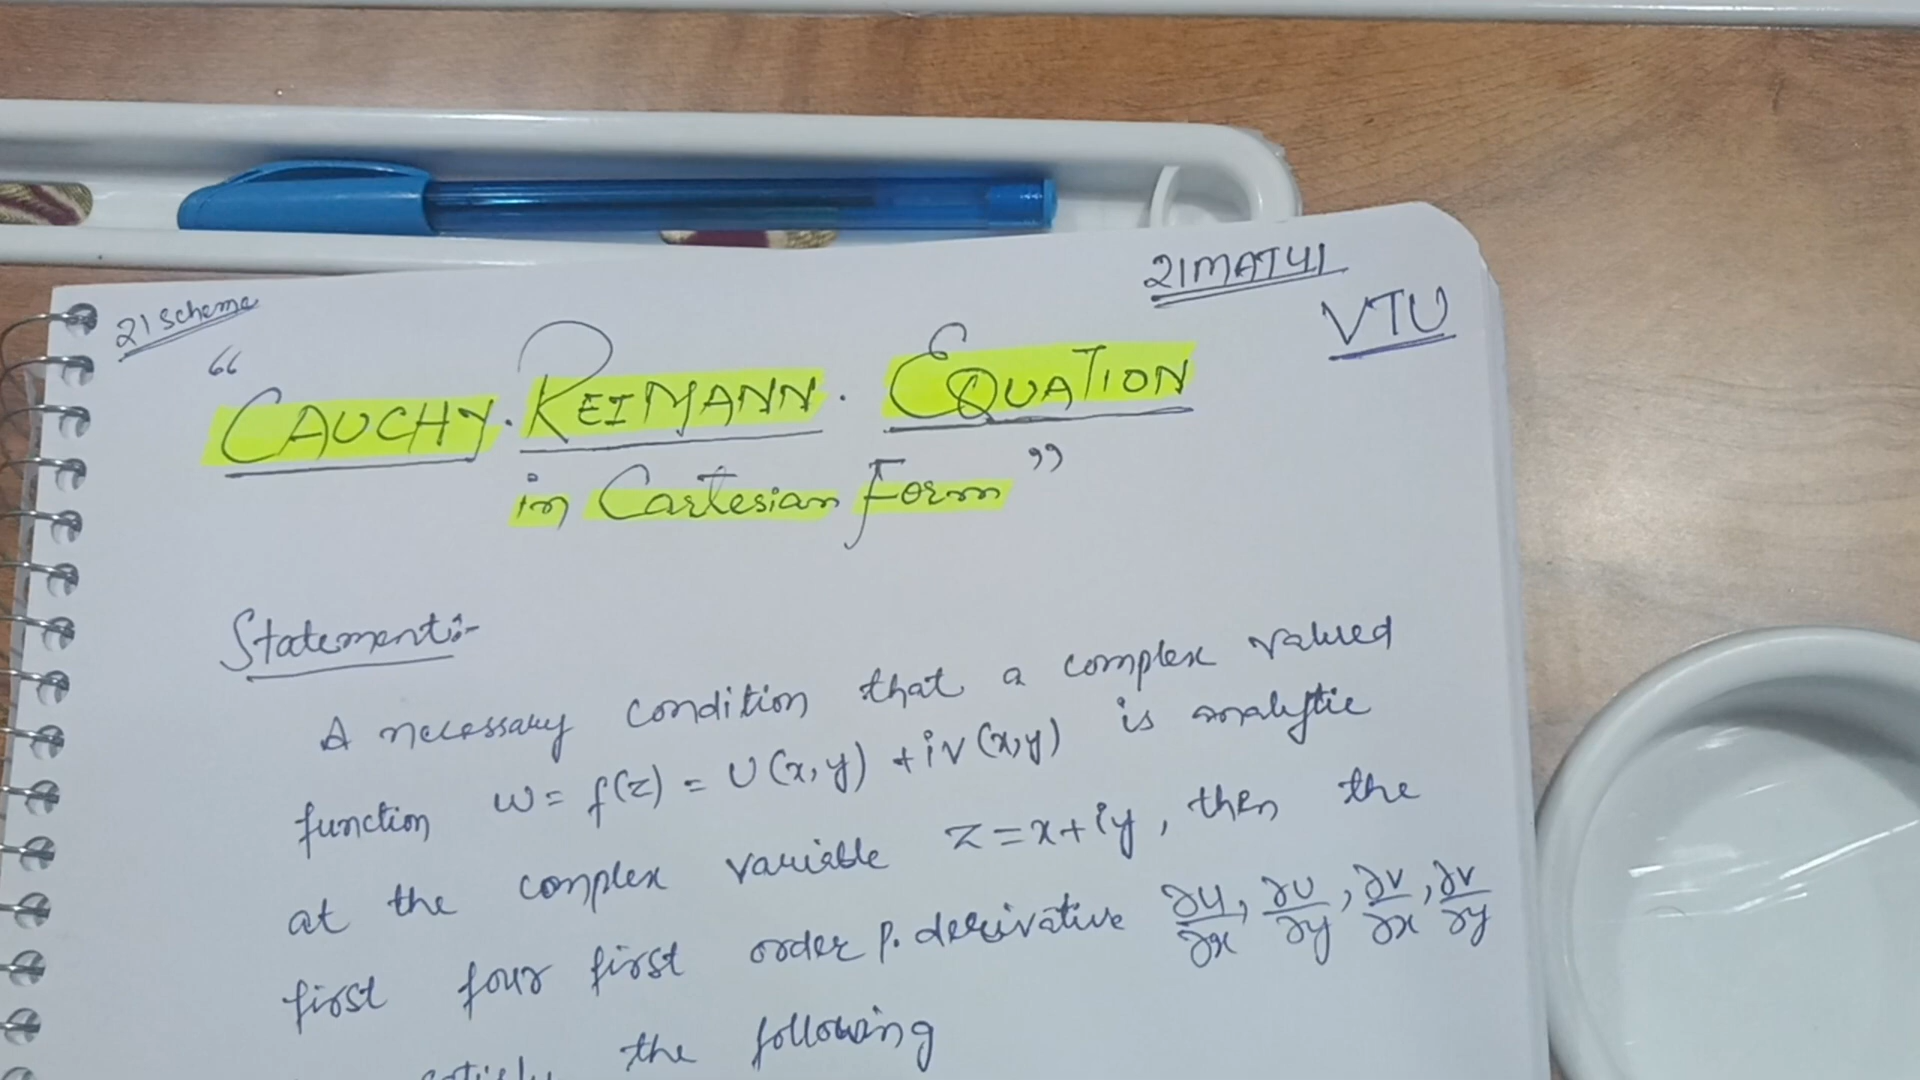 21 scheme
21MAT41
VTU
"CAUCHY. REIMANN. EQUATION
in Cartesian Form"
Statement:-
A necessary condition that a complex valued
function w = f(z) = U(x,y) + iv(x,y) is analytic
at the complex variable z = x+iy, then the
first four first order p. derivative ∂u/∂x, ∂u/∂y, ∂v/∂x, ∂v/∂y
satisfy the following